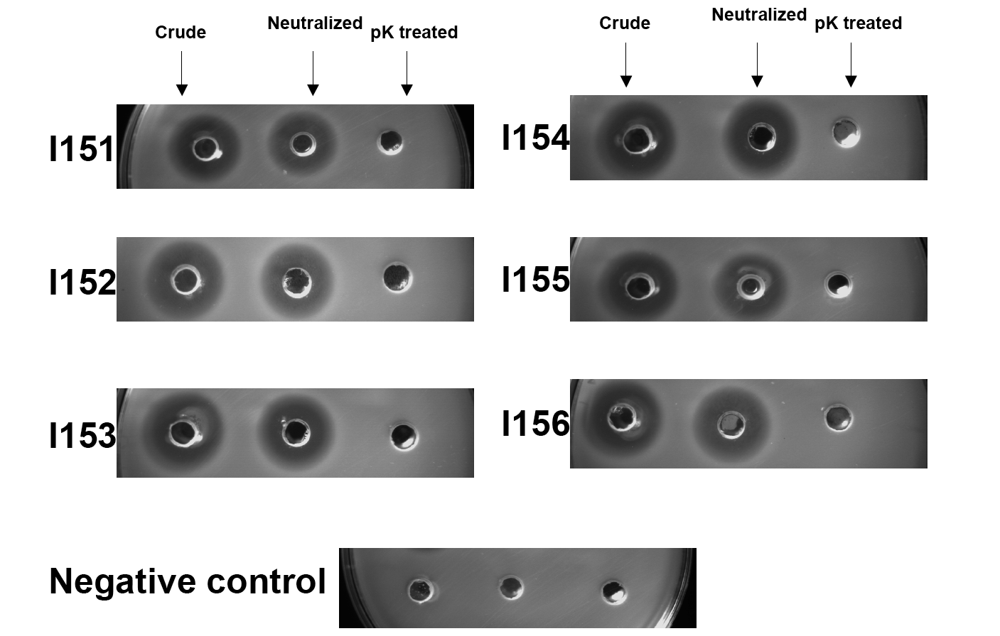 Crude
Neutralized
pK treated
Crude
Neutralized
pK treated
I151
I154
I152
I155
I153
I156
Negative control